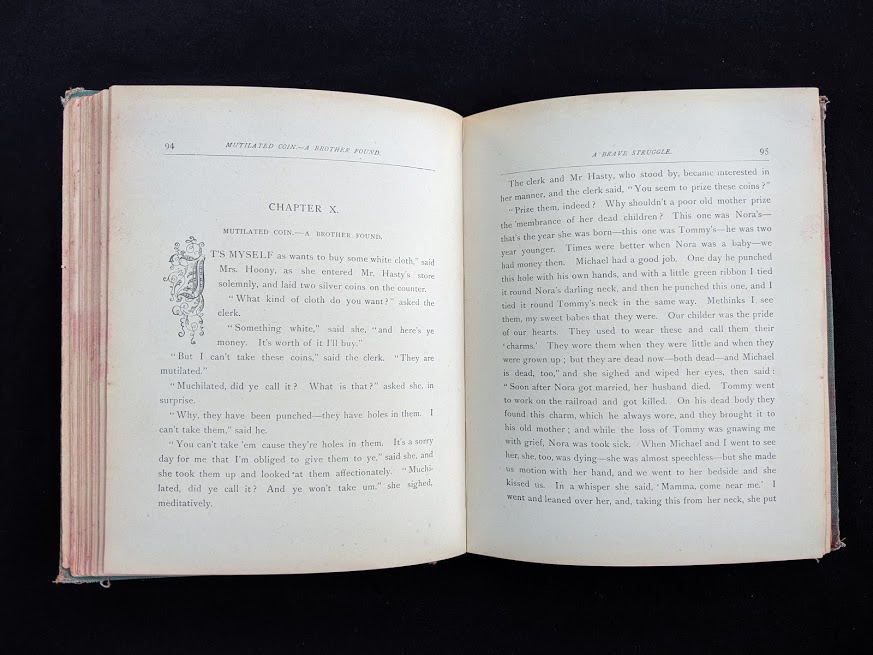 94
MUTILATED COIN.—A BROTHER FOUND.
CHAPTER X.
MUTILATED COIN.—A BROTHER FOUND.
IT'S MYSELF as wants to buy some white cloth," said
Mrs. Hoony, as she entered Mr. Hasty's store
solemnly, and laid two silver coins on the counter.
"What kind of cloth do you want?" asked the
clerk.
"Something white," said she, "and here's ye
money. It's worth of it I'll buy."
"But I can't take these coins," said the clerk. "They are
mutilated."
"Muchilated, did ye call it? What is that?" asked she, in
surprise.
"Why, they have been punched—they have holes in them. I
can't take them," said he.
"You can't take 'em cause they're holes in them. It's a sorry
day for me that I'm obliged to give them to ye," said she, and
she took them up and looked at them affectionately. "Muchi-
lated, did ye call it? And ye won't take um." she sighed,
meditatively.
A BRAVE STRUGGLE.
95
The clerk and Mr Hasty, who stood by, became interested in
her manner, and the clerk said, "You seem to prize these coins?"
"Prize them, indeed? Why shouldn't a poor old mother prize
the 'membrance of her dead children? This one was Nora's—
that's the year she was born—this one was Tommy's—he was two
year younger. Times were better when Nora was a baby—we
had money then. Michael had a good job. One day he punched
this hole with his own hands, and with a little green ribbon I tied
it round Nora's darling neck, and then he punched this one, and I
tied it round Tommy's neck in the same way. Methinks I see
them, my sweet babes that they were. Our childer was the pride
of our hearts. They used to wear these and call them their
'charms.' They wore them when they were little and when they
were grown up; but they are dead now—both dead—and Michael
is dead, too," and she sighed and wiped her eyes, then said:
"Soon after Nora got married, her husband died. Tommy went
to work on the railroad and got killed. On his dead body they
found this charm, which he always wore, and they brought it to
his old mother; and while the loss of Tommy was gnawing me
with grief, Nora was took sick. When Michael and I went to see
her, she, too, was dying—she was almost speechless—but she made
us motion with her hand, and we went to her bedside and she
kissed us. In a whisper she said, 'Mamma, come near me.' I
went and leaned over her, and, taking this from her neck, she put